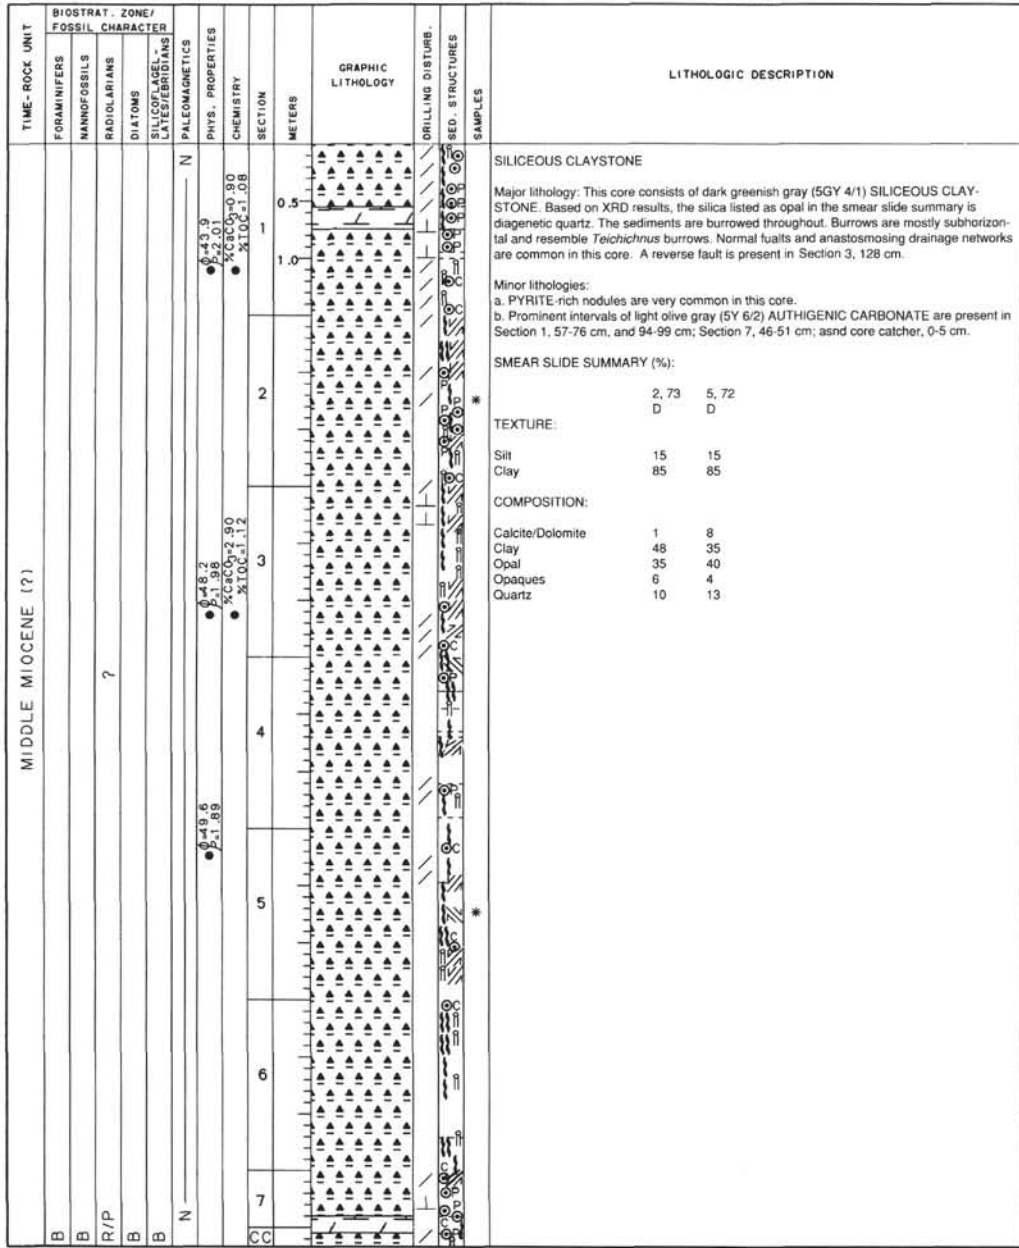 TIME-ROCK UNIT
BIOSTRAT. ZONE/
FOSSIL CHARACTER
FORAMINIFERS
NANNOFOSSILS
RADIOLARIANS
DIATOMS
SILICOFLAGEL-
LATES/EBRIDIANS
PALEOMAGNETICS
PHYS. PROPERTIES
CHEMISTRY
SECTION
METERS
GRAPHIC
LITHOLOGY
DRILLING DISTURB.
SED. STRUCTURES
SAMPLES
LITHOLOGIC DESCRIPTION
MIDDLE MIOCENE (?)
B
B
R/P
?
B
B
N
N
Φ=43.9
ρ=2.01
Φ=48.2
ρ=1.98
Φ=49.6
ρ=1.89
%CaCO₃=0.90
%TOC=1.08
%CaCO₃=2.90
%TOC=1.12
1
2
3
4
5
6
7
CC
0.5
1.0
*
*
SILICEOUS CLAYSTONE
Major lithology: This core consists of dark greenish gray (5GY 4/1) SILICEOUS CLAY-
STONE. Based on XRD results, the silica listed as opal in the smear slide summary is
diagenetic quartz. The sediments are burrowed throughout. Burrows are mostly subhorizon-
tal and resemble Teichichnus burrows. Normal fualts and anastosmosing drainage networks
are common in this core. A reverse fault is present in Section 3, 128 cm.
Minor lithologies:
a. PYRITE-rich nodules are very common in this core.
b. Prominent intervals of light olive gray (5Y 6/2) AUTHIGENIC CARBONATE are present in
Section 1, 57-76 cm, and 94-99 cm; Section 7, 46-51 cm; asnd core catcher, 0-5 cm.
SMEAR SLIDE SUMMARY (%):
2, 73 5, 72
D D
TEXTURE:
Silt 15 15
Clay 85 85
COMPOSITION:
Calcite/Dolomite 1 8
Clay 48 35
Opal 35 40
Opaques 6 4
Quartz 10 13